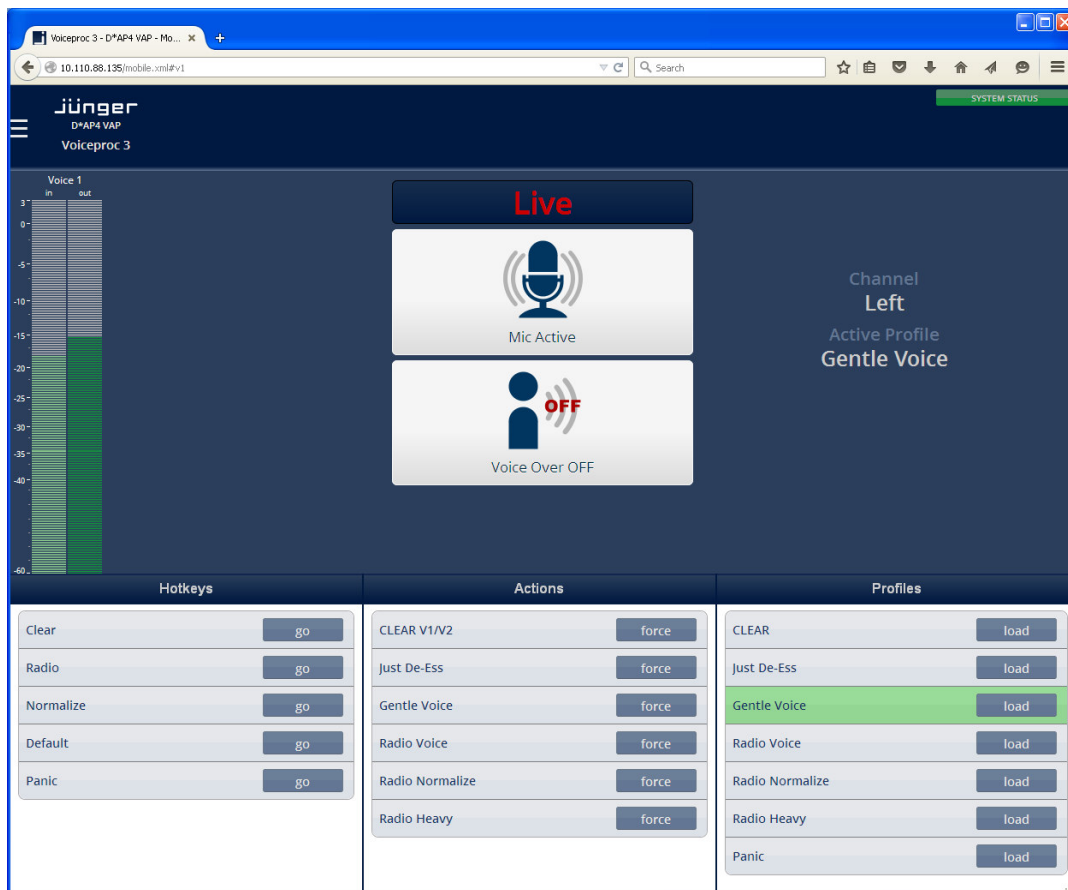 Voiceproc 3 - D*AP4 VAP - Mo...
10.110.88.135/mobile.xml#v1
Search
jünger
D*AP4 VAP
Voiceproc 3
SYSTEM STATUS
Voice 1
in out
3
0
-5
-10
-15
-20
-25
-30
-35
-40
-60
Live
Mic Active
OFF
Voice Over OFF
Channel
Left
Active Profile
Gentle Voice
Hotkeys
Clear go
Radio go
Normalize go
Default go
Panic go
Actions
CLEAR V1/V2 force
Just De-Ess force
Gentle Voice force
Radio Voice force
Radio Normalize force
Radio Heavy force
Profiles
CLEAR load
Just De-Ess load
Gentle Voice load
Radio Voice load
Radio Normalize load
Radio Heavy load
Panic load